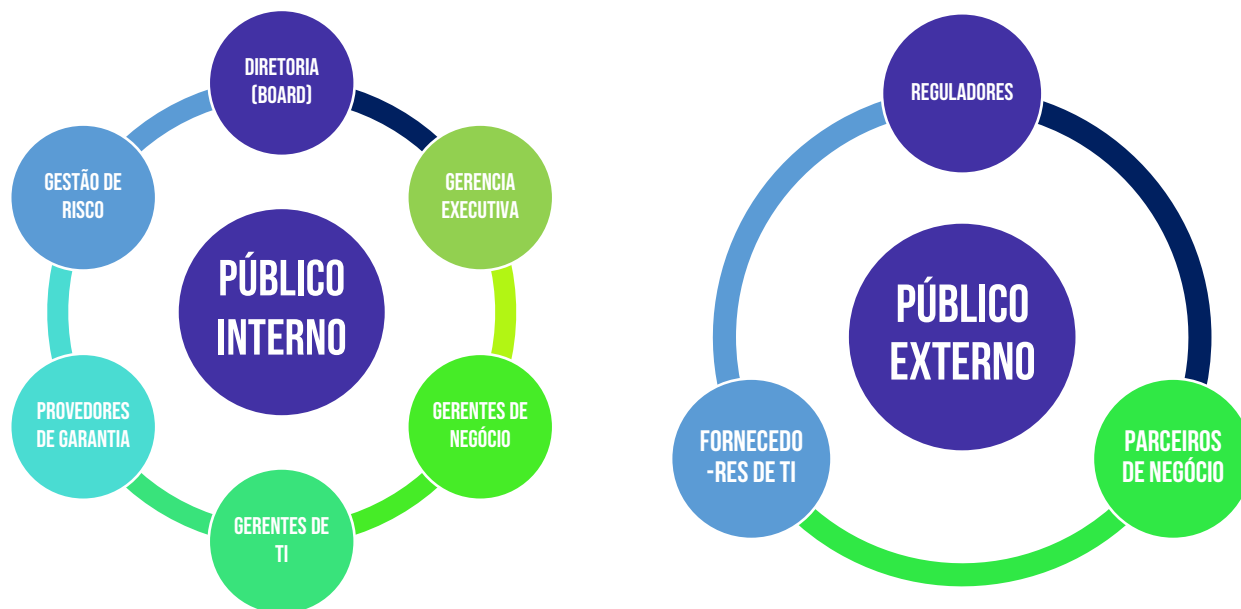 DIRETORIA
(BOARD)
GERENCIA
EXECUTIVA
GERENTES DE
NEGÓCIO
GERENTES DE
TI
PROVEDORES
DE GARANTIA
GESTÃO DE
RISCO
PÚBLICO
INTERNO
REGULADORES
PARCEIROS
DE NEGÓCIO
FORNECEDO
-RES DE TI
PÚBLICO
EXTERNO